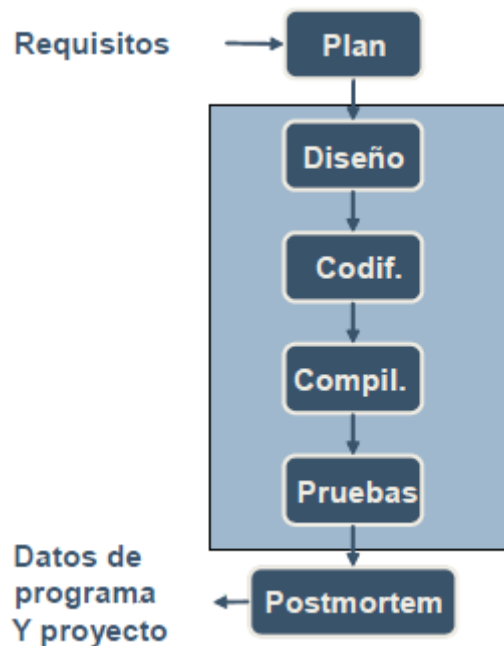 Requisitos
Plan
Diseño
Codif.
Compil.
Pruebas
Datos de
programa
Y proyecto
Postmortem